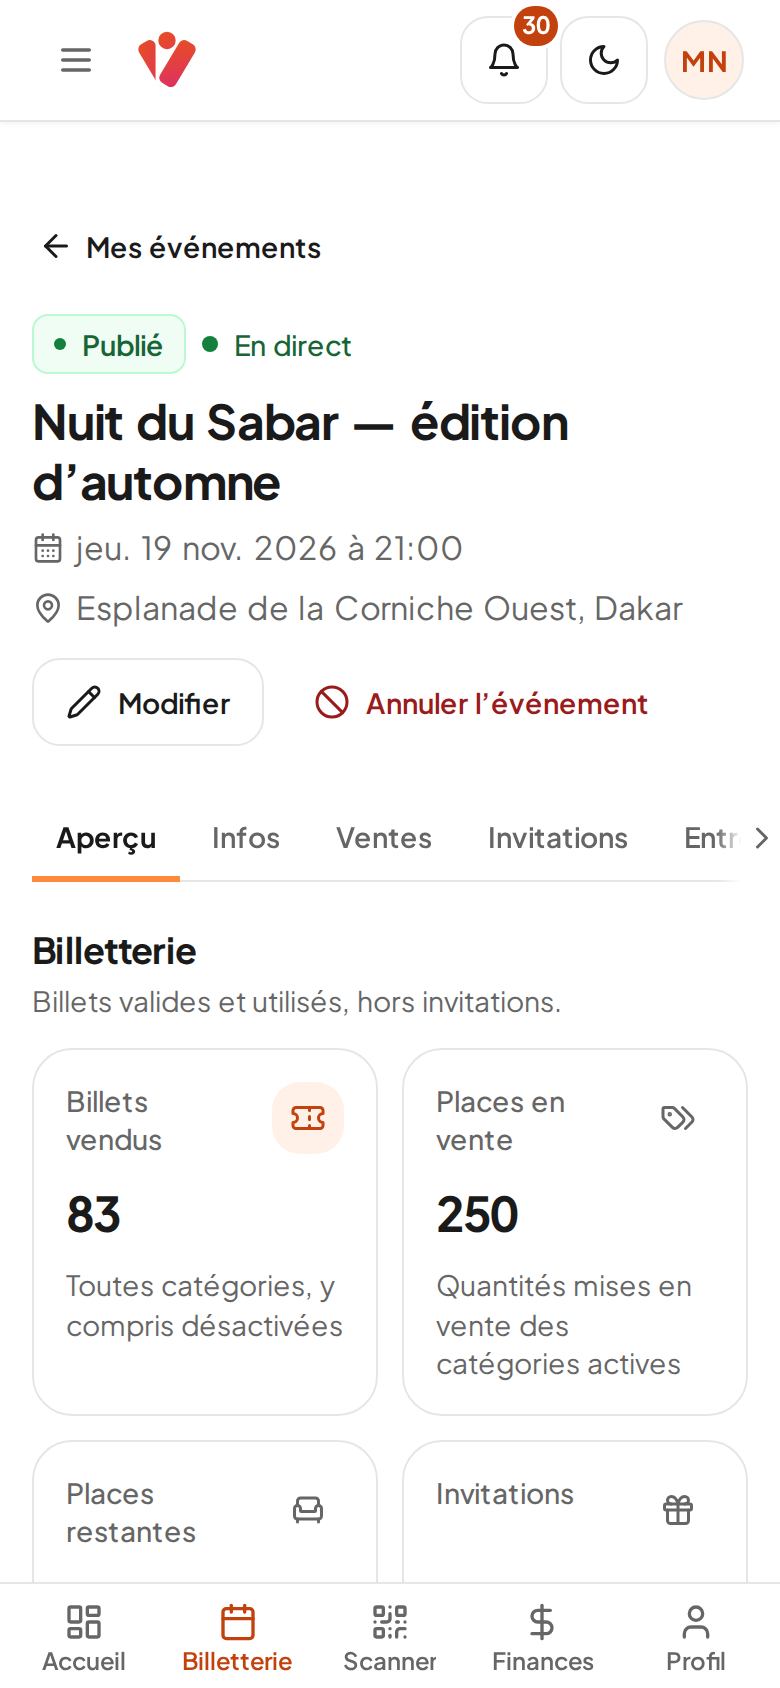 30
MN
Mes événements
Publié
En direct
Nuit du Sabar — édition
d’automne
jeu. 19 nov. 2026 à 21:00
Esplanade de la Corniche Ouest, Dakar
Modifier
Annuler l’événement
Aperçu
Infos
Ventes
Invitations
Billetterie
Billets valides et utilisés, hors invitations.
Billets
vendus
83
Toutes catégories, y
compris désactivées
Places en
vente
250
Quantités mises en
vente des
catégories actives
Places
restantes
Invitations
Accueil
Billetterie
Scanner
Finances
Profil